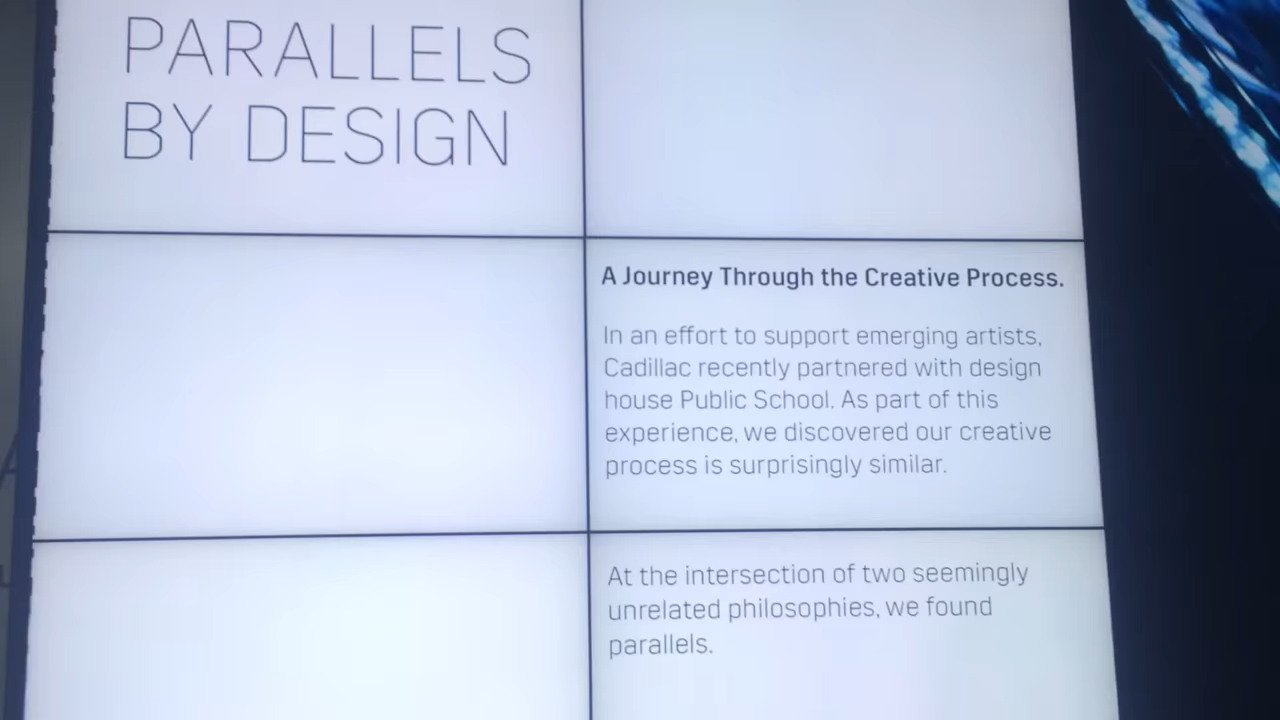 PARALLELS
BY DESIGN
A Journey Through the Creative Process.
In an effort to support emerging artists,
Cadillac recently partnered with design
house Public School. As part of this
experience, we discovered our creative
process is surprisingly similar.
At the intersection of two seemingly
unrelated philosophies, we found
parallels.